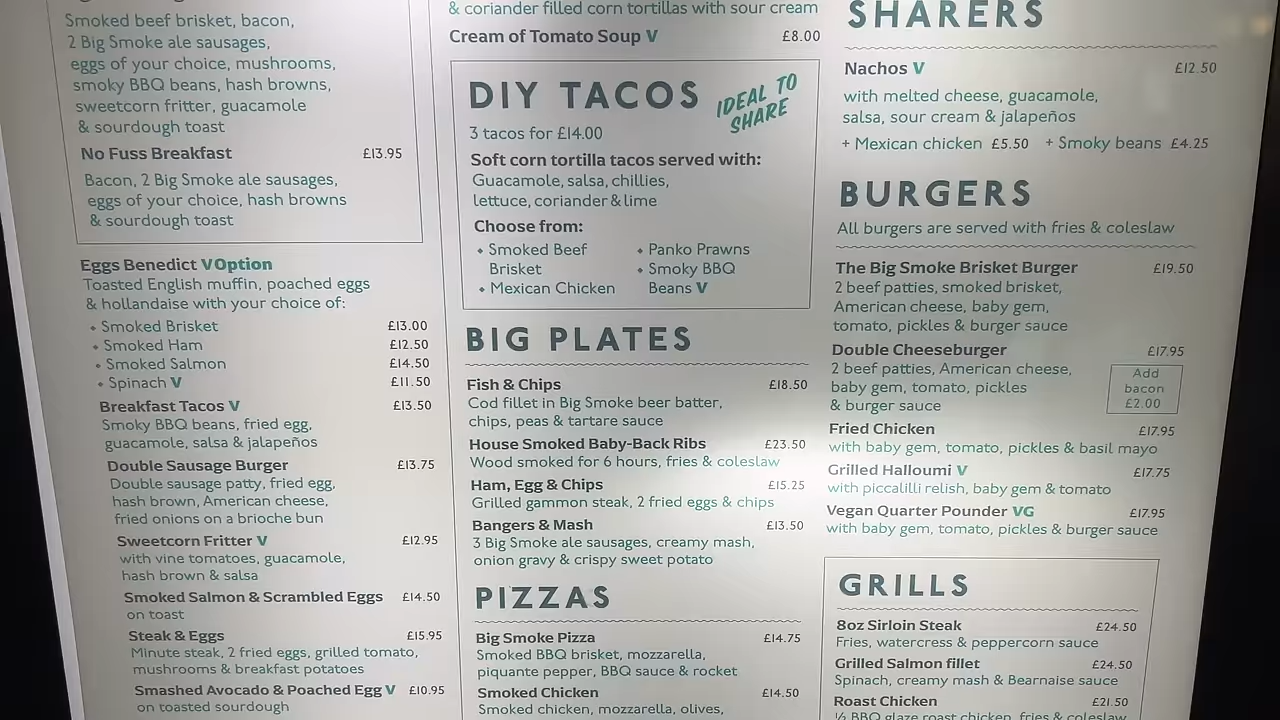 Smoked beef brisket, bacon,
2 Big Smoke ale sausages,
eggs of your choice, mushrooms,
smoky BBQ beans, hash browns,
sweetcorn fritter, guacamole
& sourdough toast
No Fuss Breakfast £13.95
Bacon, 2 Big Smoke ale sausages,
eggs of your choice, hash browns
& sourdough toast
Eggs Benedict VOption
Toasted English muffin, poached eggs
& hollandaise with your choice of:
• Smoked Brisket £13.00
• Smoked Ham £12.50
• Smoked Salmon £14.50
• Spinach V £11.50
Breakfast Tacos V £13.50
Smoky BBQ beans, fried egg,
guacamole, salsa & jalapeños
Double Sausage Burger £13.75
Double sausage patty, fried egg,
hash brown, American cheese,
fried onions on a brioche bun
Sweetcorn Fritter V £12.95
with vine tomatoes, guacamole,
hash brown & salsa
Smoked Salmon & Scrambled Eggs £14.50
on toast
Steak & Eggs £15.95
Minute steak, 2 fried eggs, grilled tomato,
mushrooms & breakfast potatoes
Smashed Avocado & Poached Egg V £10.95
on toasted sourdough
& coriander filled corn tortillas with sour cream
Cream of Tomato Soup V £8.00
DIY TACOS
IDEAL TO
SHARE
3 tacos for £14.00
Soft corn tortilla tacos served with:
Guacamole, salsa, chillies,
lettuce, coriander & lime
Choose from:
• Smoked Beef
Brisket
• Mexican Chicken
• Panko Prawns
• Smoky BBQ
Beans V
BIG PLATES
Fish & Chips £18.50
Cod fillet in Big Smoke beer batter,
chips, peas & tartare sauce
House Smoked Baby-Back Ribs £23.50
Wood smoked for 6 hours, fries & coleslaw
Ham, Egg & Chips £15.25
Grilled gammon steak, 2 fried eggs & chips
Bangers & Mash £13.50
3 Big Smoke ale sausages, creamy mash,
onion gravy & crispy sweet potato
PIZZAS
Big Smoke Pizza £14.75
Smoked BBQ brisket, mozzarella,
piquante pepper, BBQ sauce & rocket
Smoked Chicken £14.50
Smoked chicken, mozzarella, olives,
SHARERS
Nachos V £12.50
with melted cheese, guacamole,
salsa, sour cream & jalapeños
+ Mexican chicken £5.50 + Smoky beans £4.25
BURGERS
All burgers are served with fries & coleslaw
The Big Smoke Brisket Burger £19.50
2 beef patties, smoked brisket,
American cheese, baby gem,
tomato, pickles & burger sauce
Double Cheeseburger £17.95
2 beef patties, American cheese,
baby gem, tomato, pickles
& burger sauce
Add
bacon
£2.00
Fried Chicken £17.95
with baby gem, tomato, pickles & basil mayo
Grilled Halloumi V £17.75
with piccalilli relish, baby gem & tomato
Vegan Quarter Pounder VG £17.95
with baby gem, tomato, pickles & burger sauce
GRILLS
8oz Sirloin Steak £24.50
Fries, watercress & peppercorn sauce
Grilled Salmon fillet £24.50
Spinach, creamy mash & Bearnaise sauce
Roast Chicken £21.50
½ BBQ glaze roast chicken, fries & coleslaw